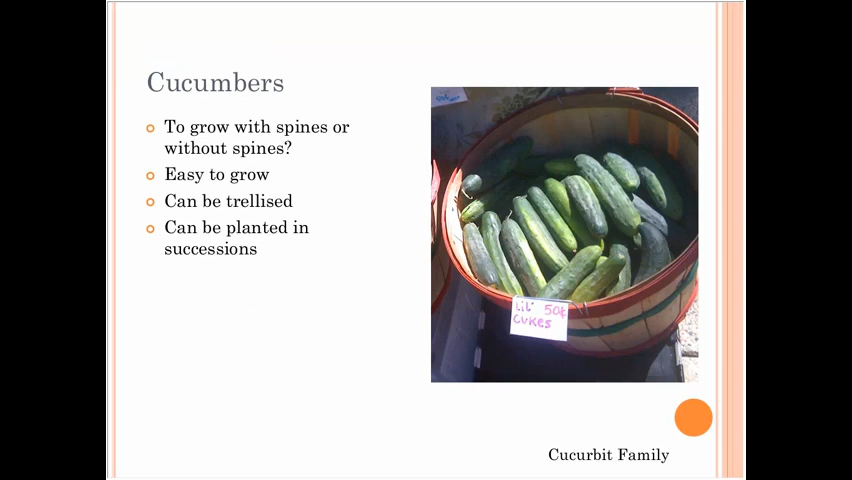 Cucumbers
To grow with spines or
without spines?
Easy to grow
Can be trellised
Can be planted in
successions
Lil' 50¢
CUKES
Cucurbit Family